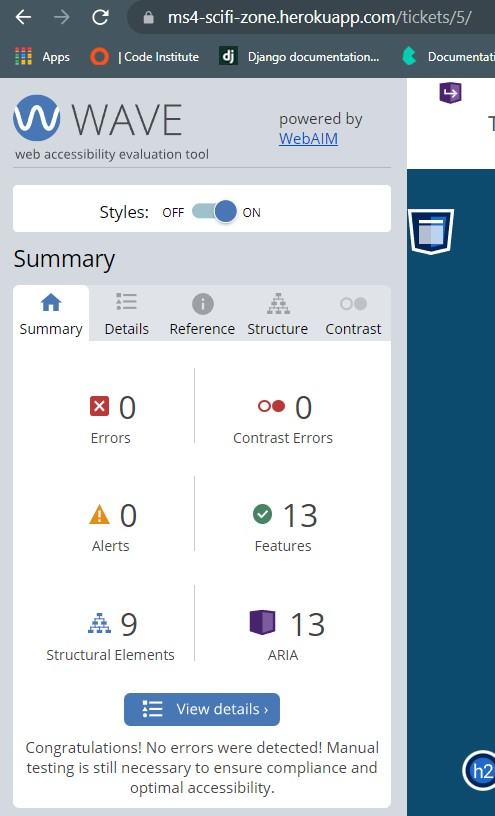 ms4-scifi-zone.herokuapp.com/tickets/5/
Apps | Code Institute dj Django documentation... Documentati
WAVE
web accessibility evaluation tool
powered by
WebAIM
T
Styles: OFF ON
Summary
Summary Details Reference Structure Contrast
0
Errors
0
Contrast Errors
0
Alerts
13
Features
9
Structural Elements
13
ARIA
View details ›
Congratulations! No errors were detected! Manual
testing is still necessary to ensure compliance and
optimal accessibility.
h2